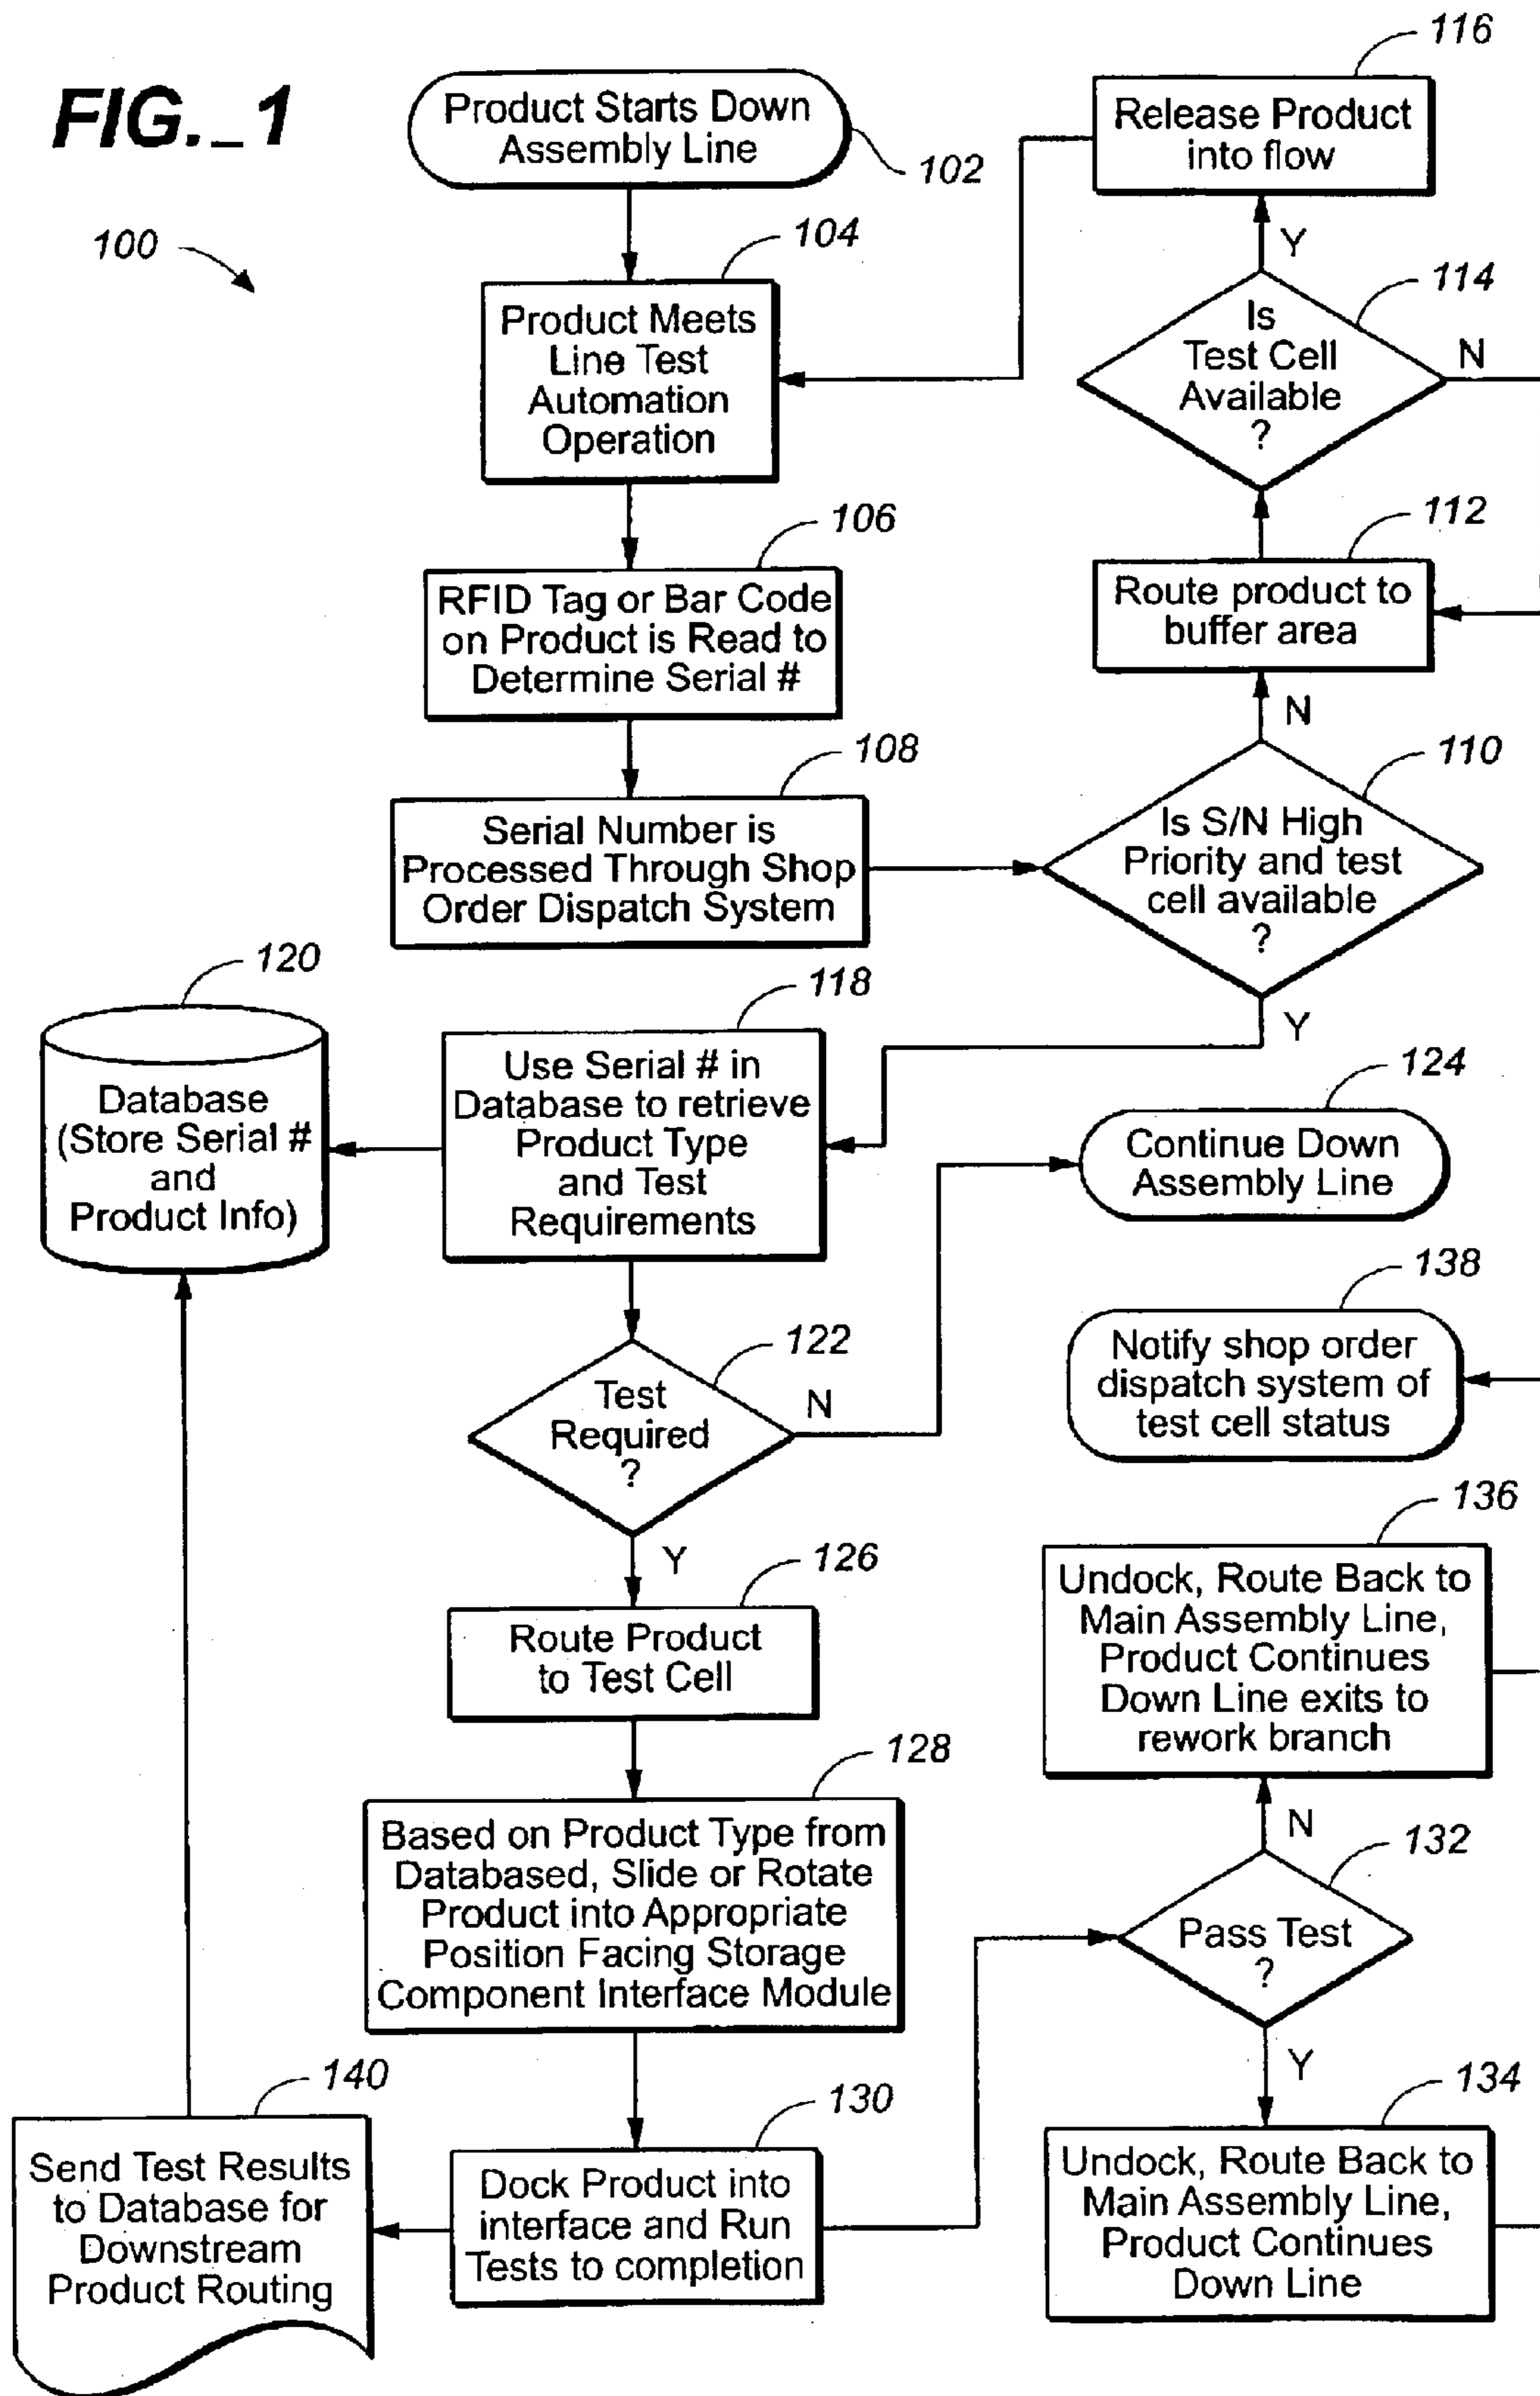 FIG._1
100
Product Starts Down
Assembly Line
102
104
Product Meets
Line Test
Automation
Operation
106
RFID Tag or Bar Code
on Product is Read to
Determine Serial #
108
Serial Number is
Processed Through Shop
Order Dispatch System
110
Is S/N High
Priority and test
cell available
?
N
Y
112
Route product to
buffer area
114
Is
Test Cell
Available
?
N
Y
116
Release Product
into flow
118
Use Serial # in
Database to retrieve
Product Type
and Test
Requirements
120
Database
(Store Serial #
and
Product Info)
122
Test
Required
?
N
Y
124
Continue Down
Assembly Line
126
Route Product
to Test Cell
128
Based on Product Type from
Databased, Slide or Rotate
Product into Appropriate
Position Facing Storage
Component Interface Module
130
Dock Product into
interface and Run
Tests to completion
132
Pass Test
?
N
Y
134
Undock, Route Back to
Main Assembly Line,
Product Continues
Down Line
136
Undock, Route Back to
Main Assembly Line,
Product Continues
Down Line exits to
rework branch
138
Notify shop order
dispatch system of
test cell status
140
Send Test Results
to Database for
Downstream
Product Routing